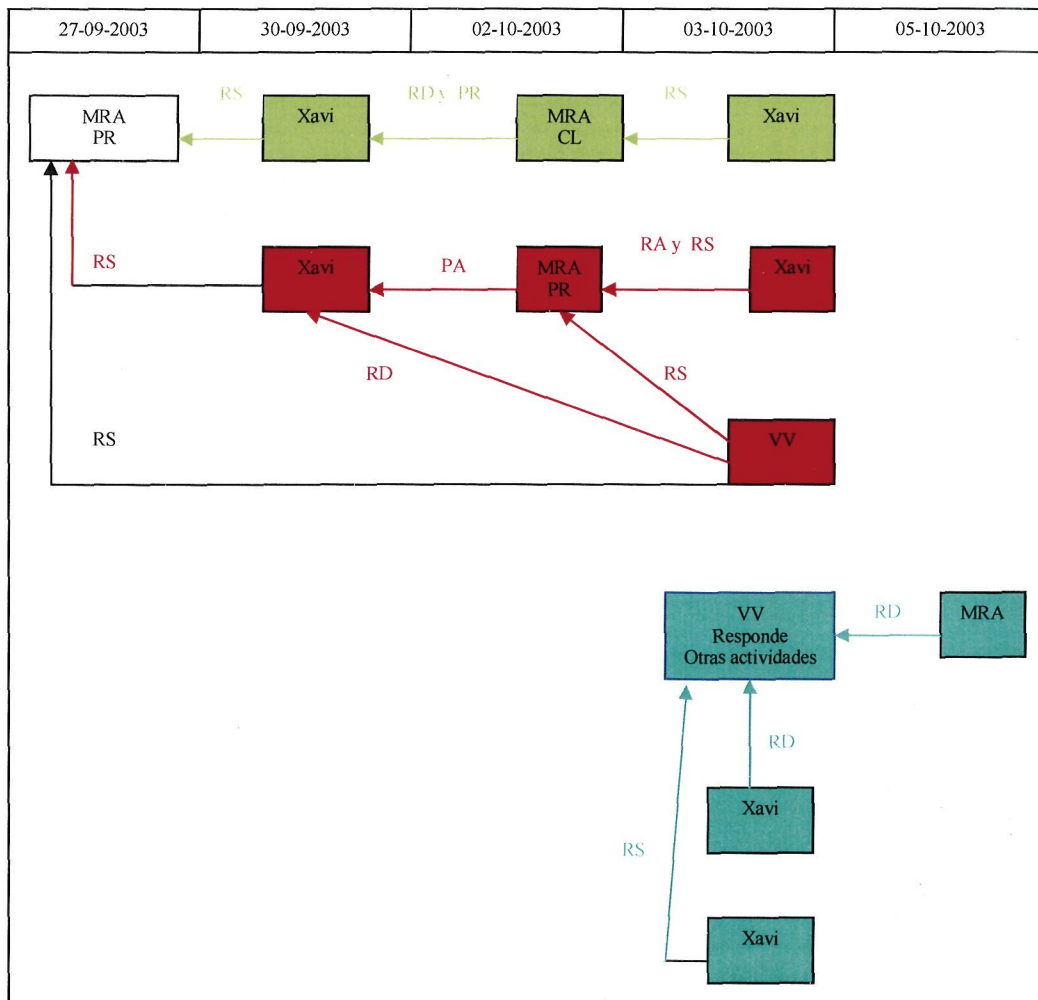 27-09-2003 30-09-2003 02-10-2003 03-10-2003 05-10-2003
RS RD y PR RS
MRA Xavi MRA Xavi
PR CL
RS PA RA y RS
Xavi MRA Xavi
PR
RD RS
RS VV
VV RD MRA
Responde
Otras actividades
RD
Xavi
RS
Xavi